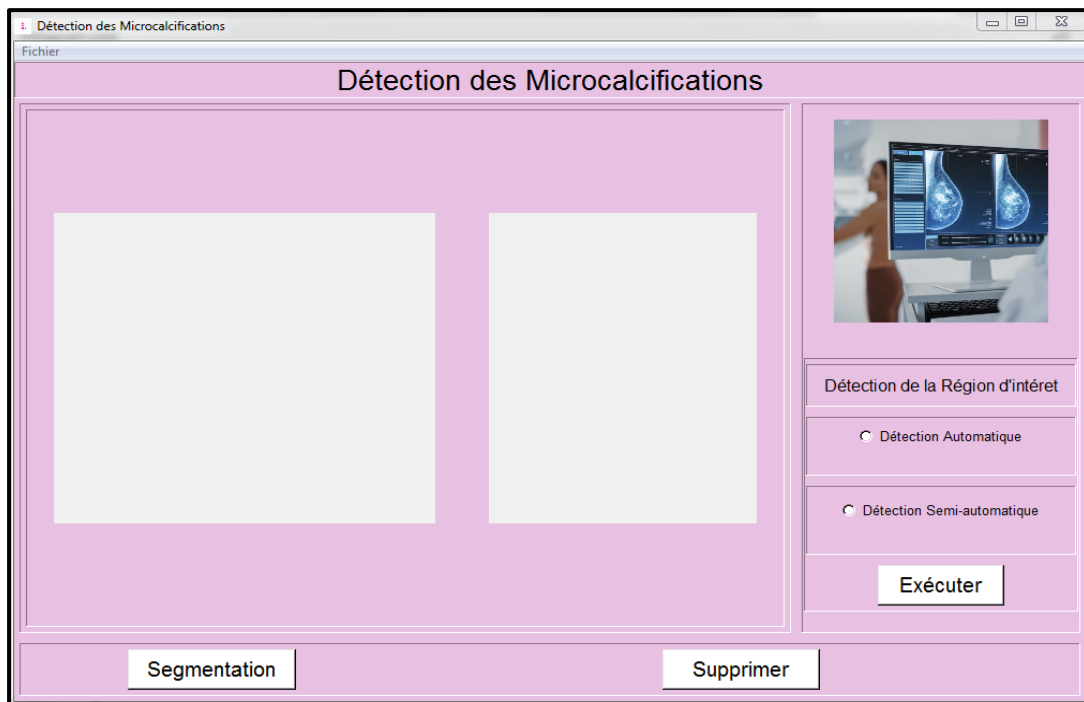 Détection des Microcalcifications
Fichier
Détection des Microcalcifications
Détection de la Région d'intéret
Détection Automatique
Détection Semi-automatique
Exécuter
Segmentation
Supprimer